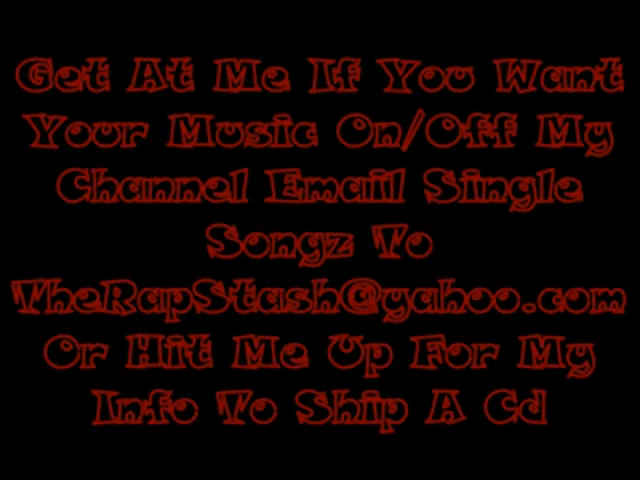 Get At Me If You Want
Your Music On/Off My
Channel Email Single
Songz To
TheRapStash@yahoo.com
Or Hit Me Up For My
Info To Ship A Cd